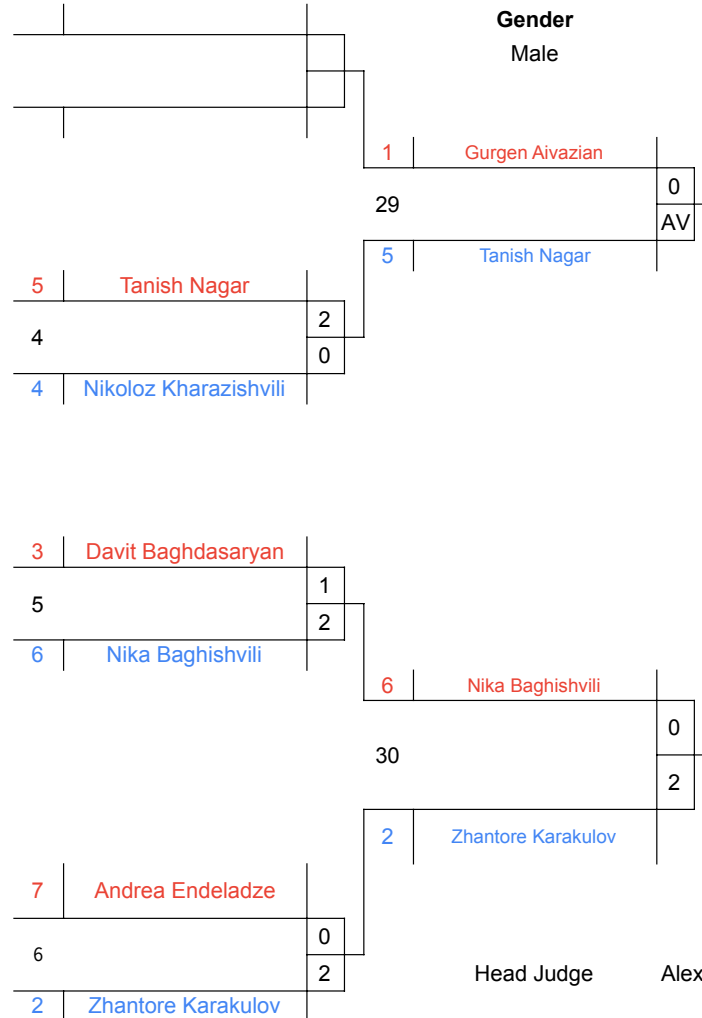 Gender
Male
1 Gurgen Aivazian
0
29
AV
5 Tanish Nagar
5 Tanish Nagar
2
4
0
4 Nikoloz Kharazishvili
3 Davit Baghdasaryan
1
5
2
6 Nika Baghishvili
6 Nika Baghishvili
0
30
2
2 Zhantore Karakulov
7 Andrea Endeladze
0
6
2
Head Judge Alex
2 Zhantore Karakulov